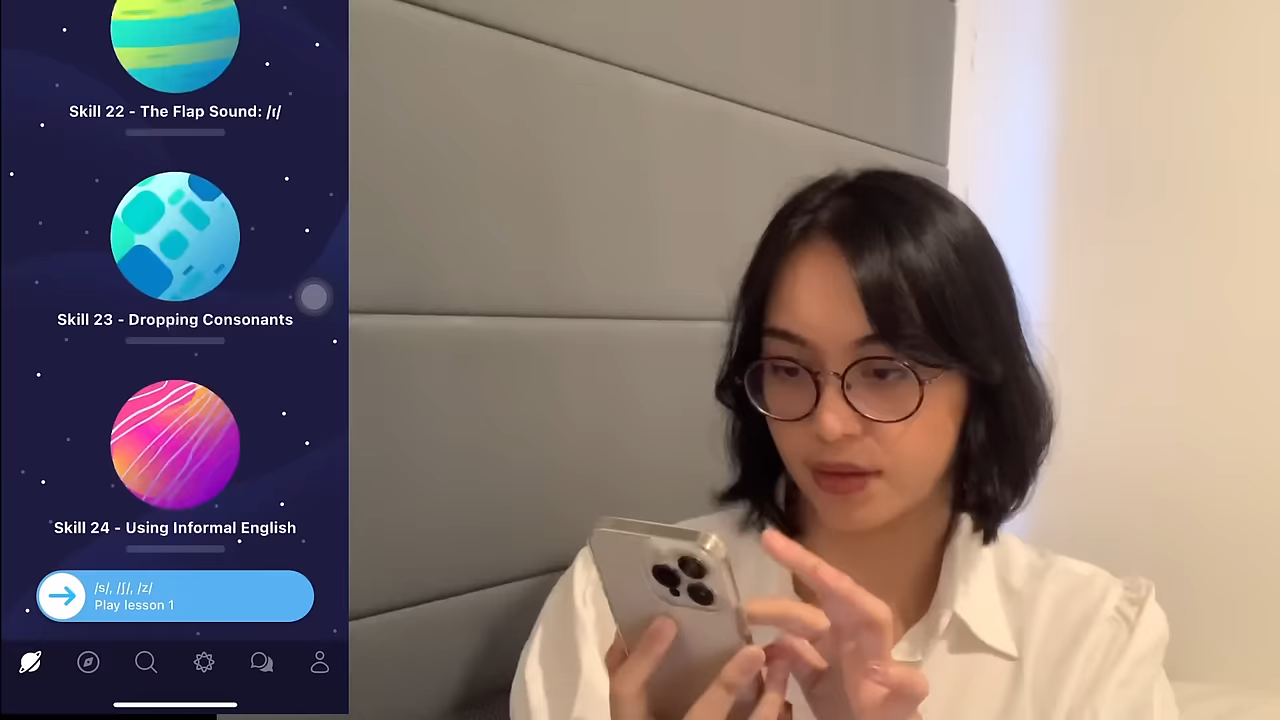 Skill 22 - The Flap Sound: /ɾ/
Skill 23 - Dropping Consonants
Skill 24 - Using Informal English
/s/, /ʃ/, /z/
Play lesson 1